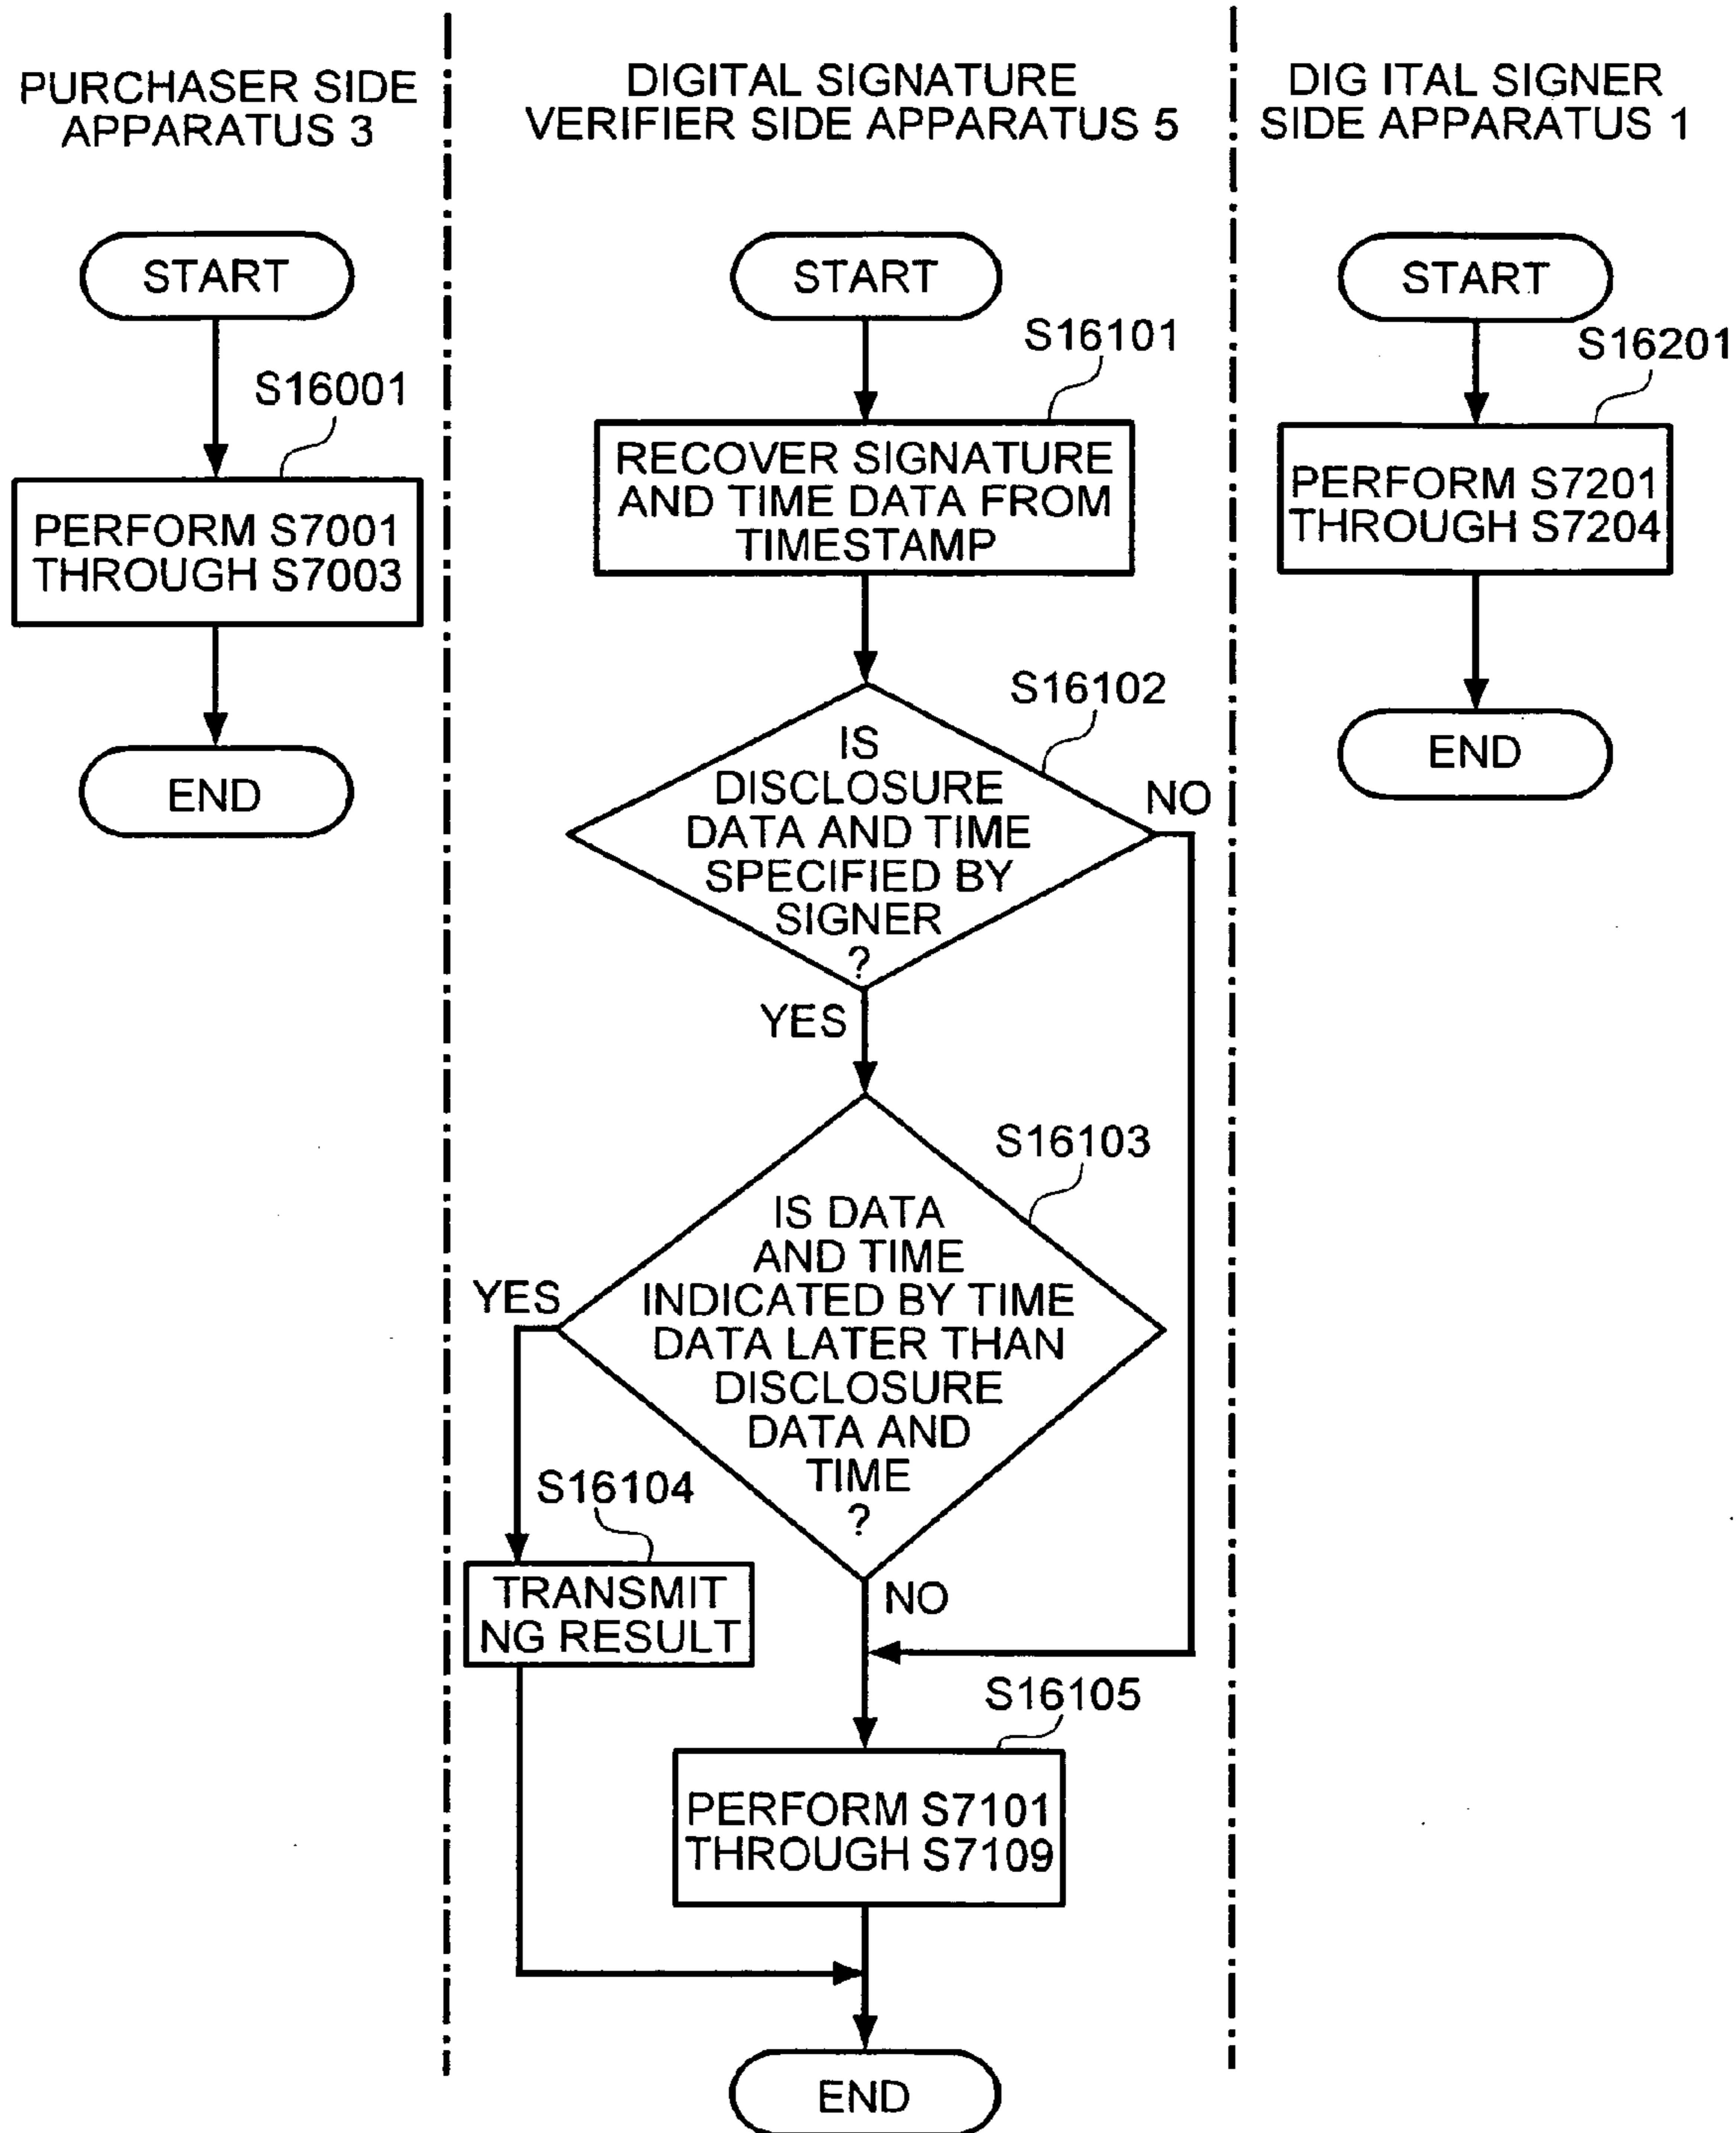 PURCHASER SIDE
APPARATUS 3
START
S16001
PERFORM S7001
THROUGH S7003
END
DIGITAL SIGNATURE
VERIFIER SIDE APPARATUS 5
START
S16101
RECOVER SIGNATURE
AND TIME DATA FROM
TIMESTAMP
S16102
IS
DISCLOSURE
DATA AND TIME
SPECIFIED BY
SIGNER
?
NO
YES
S16103
IS DATA
AND TIME
INDICATED BY TIME
DATA LATER THAN
DISCLOSURE
DATA AND
TIME
?
YES
S16104
TRANSMIT
NG RESULT
NO
S16105
PERFORM S7101
THROUGH S7109
END
DIG ITAL SIGNER
SIDE APPARATUS 1
START
S16201
PERFORM S7201
THROUGH S7204
END